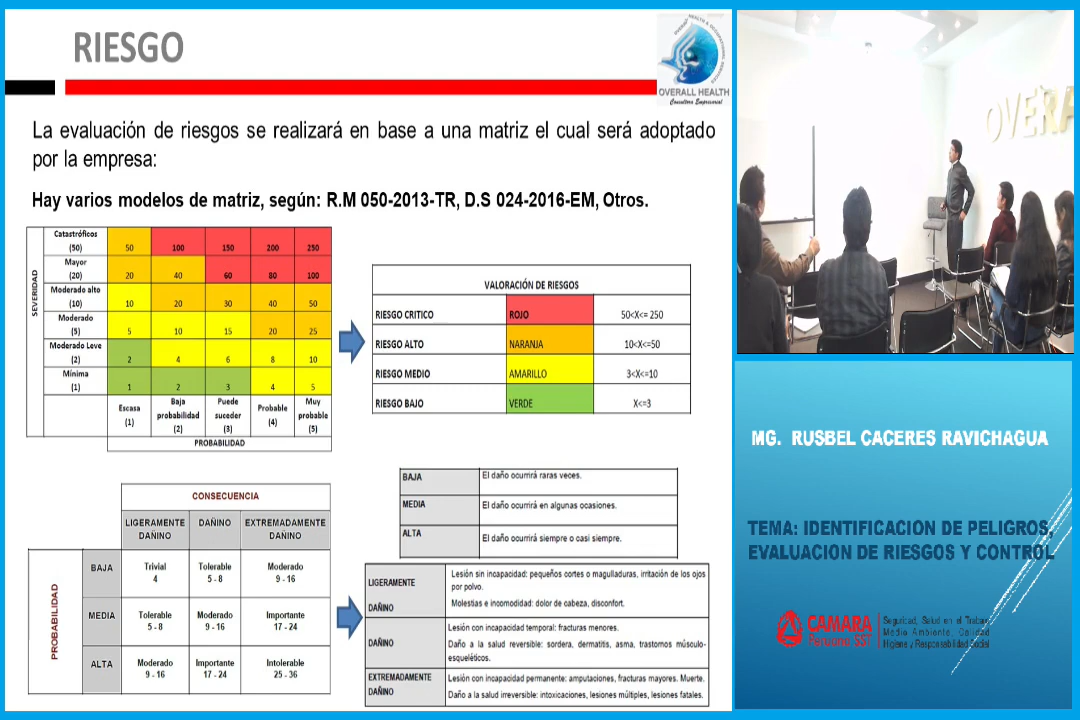 RIESGO
OVERALL HEALTH
Consultora Empresarial
La evaluación de riesgos se realizará en base a una matriz el cual será adoptado
por la empresa:
Hay varios modelos de matriz, según: R.M 050-2013-TR, D.S 024-2016-EM, Otros.
SEVERIDAD
Catastróficos
(50) 50 100 150 200 250
Mayor
(20) 20 40 60 80 100
Moderado alto
(10) 10 20 30 40 50
Moderado
(5) 5 10 15 20 25
Moderado Leve
(2) 2 4 6 8 10
Mínima
(1) 1 2 3 4 5
Escasa
(1)
Baja
probabilidad
(2)
Puede
suceder
(3)
Probable
(4)
Muy
probable
(5)
PROBABILIDAD
VALORACIÓN DE RIESGOS
RIESGO CRITICO ROJO 50<X<= 250
RIESGO ALTO NARANJA 10<X<=50
RIESGO MEDIO AMARILLO 3<X<=10
RIESGO BAJO VERDE X<=3
CONSECUENCIA
LIGERAMENTE
DAÑINO
DAÑINO
EXTREMADAMENTE
DAÑINO
PROBABILIDAD
BAJA Trivial Tolerable Moderado
4 5 - 8 9 - 16
MEDIA Tolerable Moderado Importante
5 - 8 9 - 16 17 - 24
ALTA Moderado Importante Intolerable
9 - 16 17 - 24 25 - 36
BAJA El daño ocurrirá raras veces.
MEDIA El daño ocurrirá en algunas ocasiones.
ALTA El daño ocurrirá siempre o casi siempre.
LIGERAMENTE
DAÑINO
Lesión sin incapacidad: pequeños cortes o magulladuras, irritación de los ojos
por polvo.
Molestias e incomodidad: dolor de cabeza, disconfort.
DAÑINO
Lesión con incapacidad temporal: fracturas menores.
Daño a la salud reversible: sordera, dermatitis, asma, trastornos músculo-
esqueléticos.
EXTREMADAMENTE
DAÑINO
Lesión con incapacidad permanente: amputaciones, fracturas mayores. Muerte.
Daño a la salud irreversible: intoxicaciones, lesiones múltiples, lesiones fatales.
OVERA
MG. RUSBEL CACERES RAVICHAGUA
TEMA: IDENTIFICACION DE PELIGROS,
EVALUACION DE RIESGOS Y CONTROL
CAMARA
Peruana SST
Seguridad, Salud en el Trabajo
Medio Ambiente, Calidad
Higiene y Responsabilidad Social